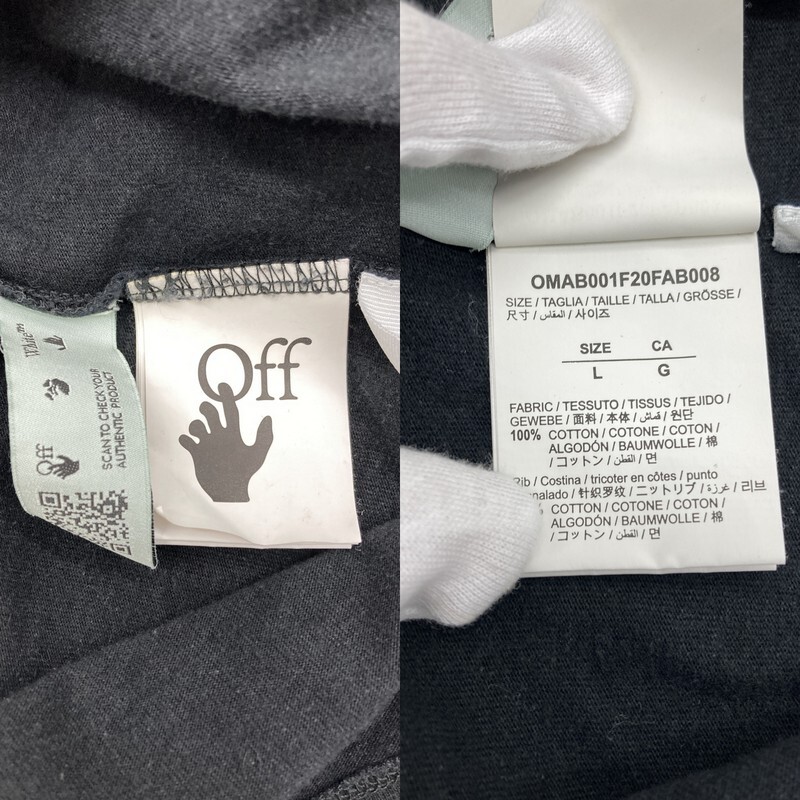 White™
Off
SCAN TO CHECK YOUR
AUTHENTIC PRODUCT
Off
OMAB001F20FAB008
SIZE / TAGLIA / TAILLE / TALLA / GRÖSSE /
尺寸 / المقاس / 사이즈
SIZE CA
L G
FABRIC / TESSUTO / TISSUS / TEJIDO /
GEWEBE / 面料 / 本体 / قماش / 원단
100% COTTON / COTONE / COTON /
ALGODÓN / BAUMWOLLE / 棉
/ コットン / القطن / 면
Rib / Costina / tricoter en côtes / punto
/ 针织罗纹 / ニットリブ / غرزة / 리브
COTTON / COTONE / COTON /
ALGODÓN / BAUMWOLLE / 棉
/ コットン / القطن / 면